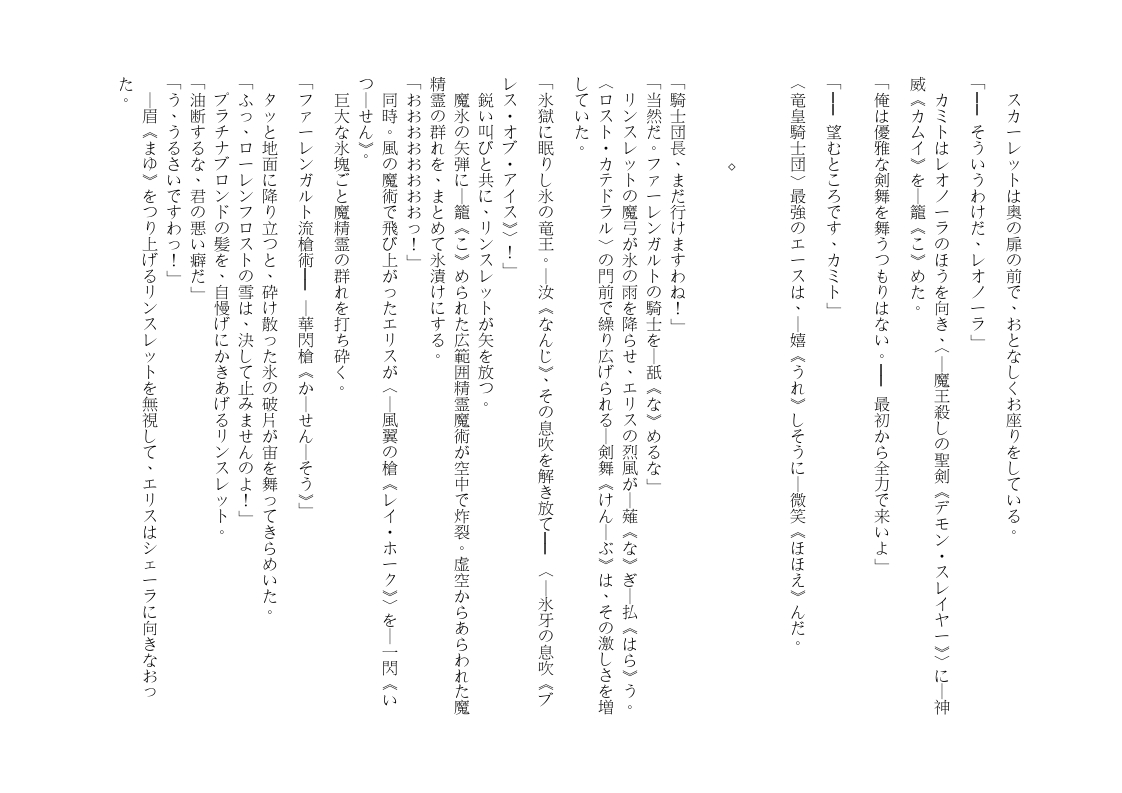 スカーレットは奥の扉の前で、おとなしくお座りをしている。
「━━　そういうわけだ、レオノーラ」
　カミトはレオノーラのほうを向き、〈―魔王殺しの聖剣《デモン・スレイヤー》〉に―神
威《カムイ》を―籠《こ》めた。
「俺は優雅な剣舞を舞うつもりはない。━━　最初から全力で来いよ」
「━━　望むところです、カミト」
〈竜皇騎士団〉最強のエースは、―嬉《うれ》しそうに―微笑《ほほえ》んだ。
◇
「騎士団長、まだ行けますわね！」
「当然だ。ファーレンガルトの騎士を―舐《な》めるな」
　リンスレットの魔弓が氷の雨を降らせ、エリスの烈風が―薙《な》ぎ―払《はら》う。
〈ロスト・カテドラル〉の門前で繰り広げられる―剣舞《けん―ぶ》は、その激しさを増
していた。
「氷獄に眠りし氷の竜王。―汝《なんじ》、その息吹を解き放て━━　〈―氷牙の息吹《ブ
レス・オブ・アイス》〉！」
　鋭い叫びと共に、リンスレットが矢を放つ。
　魔氷の矢弾に―籠《こ》められた広範囲精霊魔術が空中で炸裂。虚空からあらわれた魔
精霊の群れを、まとめて氷漬けにする。
「おおおおおおおおっ！」
　同時。風の魔術で飛び上がったエリスが〈―風翼の槍《レイ・ホーク》〉を―一閃《い
つ―せん》。
　巨大な氷塊ごと魔精霊の群れを打ち砕く。
「ファーレンガルト流槍術━━　―華閃槍《か―せん―そう》」
　タッと地面に降り立つと、砕け散った氷の破片が宙を舞ってきらめいた。
「ふっ、ローレンフロストの雪は、決して止みませんのよ！」
　プラチナブロンドの髪を、自慢げにかきあげるリンスレット。
「油断するな、君の悪い癖だ」
「う、うるさいですわっ！」
　―眉《まゆ》をつり上げるリンスレットを無視して、エリスはシェーラに向きなおっ
た。